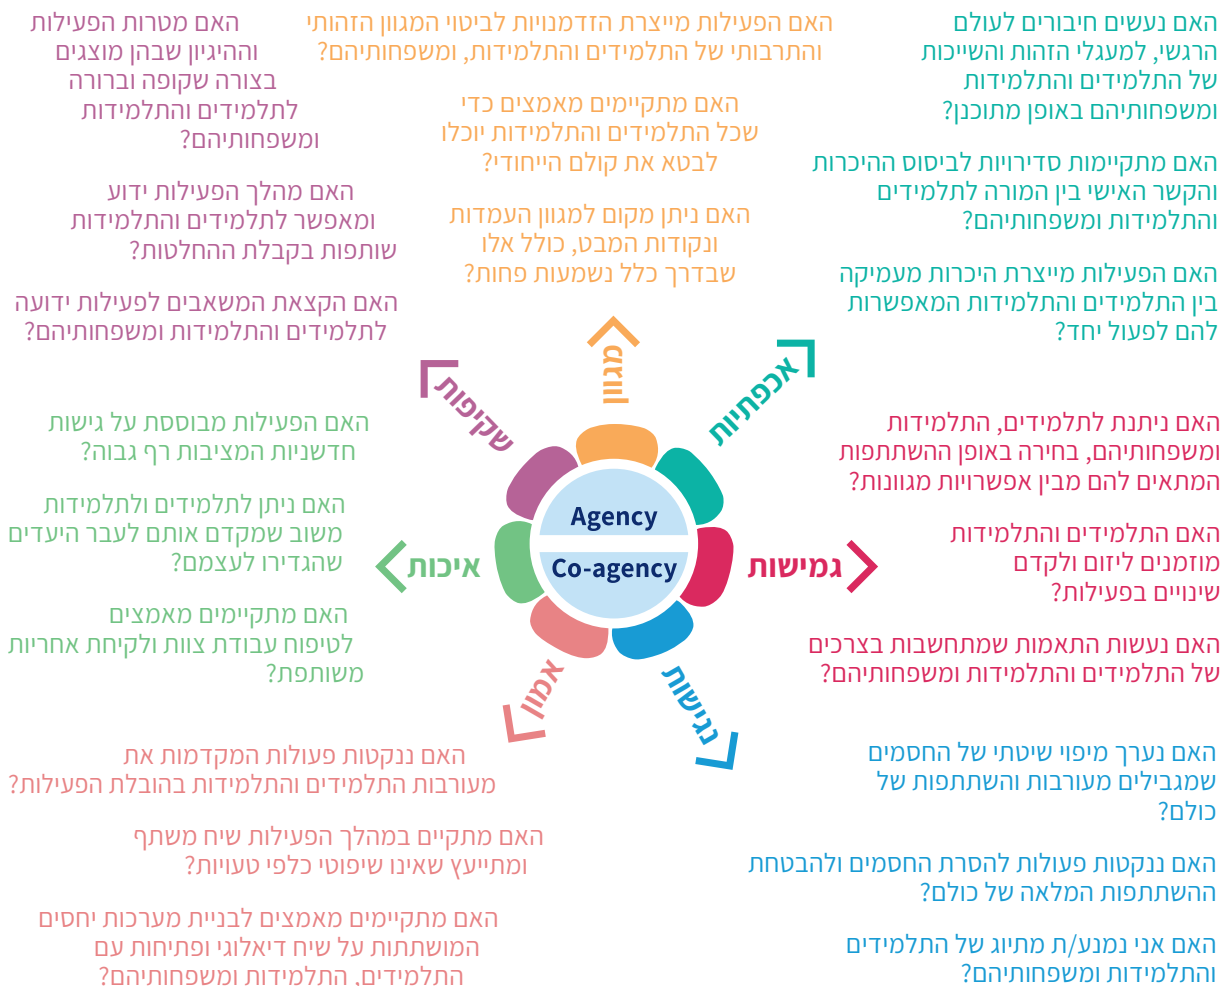 האם נעשים חיבורים לעולם
הרגשי, למעגלי הזהות והשייכות
של התלמידים והתלמידות
ומשפחותיהם באופן מתוכנן?
האם מתקיימות סדירויות לביסוס ההיכרות
והקשר האישי בין המורה לתלמידים
והתלמידות ומשפחותיהם?
האם הפעילות מייצרת היכרות מעמיקה
בין התלמידים והתלמידות המאפשרות
להם לפעול יחד?
האם הפעילות מייצרת הזדמנויות לביטוי המגוון הזהותי
והתרבותי של התלמידים והתלמידות, ומשפחותיהם?
האם מתקיימים מאמצים כדי
שכל התלמידים והתלמידות יוכלו
לבטא את קולם הייחודי?
האם ניתן מקום למגוון העמדות
ונקודות המבט, כולל אלו
שבדרך כלל נשמעות פחות?
האם מטרות הפעילות
וההיגיון שבהן מוצגים
בצורה שקופה וברורה
לתלמידים והתלמידות
ומשפחותיהם?
האם מהלך הפעילות ידוע
ומאפשר לתלמידים והתלמידות
שותפות בקבלת ההחלטות?
האם הקצאת המשאבים לפעילות ידועה
לתלמידים והתלמידות ומשפחותיהם?
אכפתיות
מגוון
שקיפות
האם ניתנת לתלמידים, התלמידות
ומשפחותיהם, בחירה באופן ההשתתפות
המתאים להם מבין אפשרויות מגוונות?
האם התלמידים והתלמידות
מוזמנים ליזום ולקדם
שינויים בפעילות?
האם נעשות התאמות שמתחשבות בצרכים
של התלמידים והתלמידות ומשפחותיהם?
גמישות
Agency
Co-agency
איכות
האם הפעילות מבוססת על גישות
חדשניות המציבות רף גבוה?
האם ניתן לתלמידים ולתלמידות
משוב שמקדם אותם לעבר היעדים
שהגדירו לעצמם?
האם מתקיימים מאמצים
לטיפוח עבודת צוות ולקיחת אחריות
משותפת?
נגישות
אמון
האם נערך מיפוי שיטתי של החסמים
שמגבילים מעורבות והשתתפות של
כולם?
האם ננקטות פעולות להסרת החסמים ולהבטחת
ההשתתפות המלאה של כולם?
האם אני נמנע/ת מתיוג של התלמידים
והתלמידות ומשפחותיהם?
האם ננקטות פעולות המקדמות את
מעורבות התלמידים והתלמידות בהובלת הפעילות?
האם מתקיים במהלך הפעילות שיח משתף
ומתייעץ שאינו שיפוטי כלפי טעויות?
האם מתקיימים מאמצים לבניית מערכות יחסים
המושתתות על שיח דיאלוגי ופתיחות עם
התלמידים, התלמידות ומשפחותיהם?